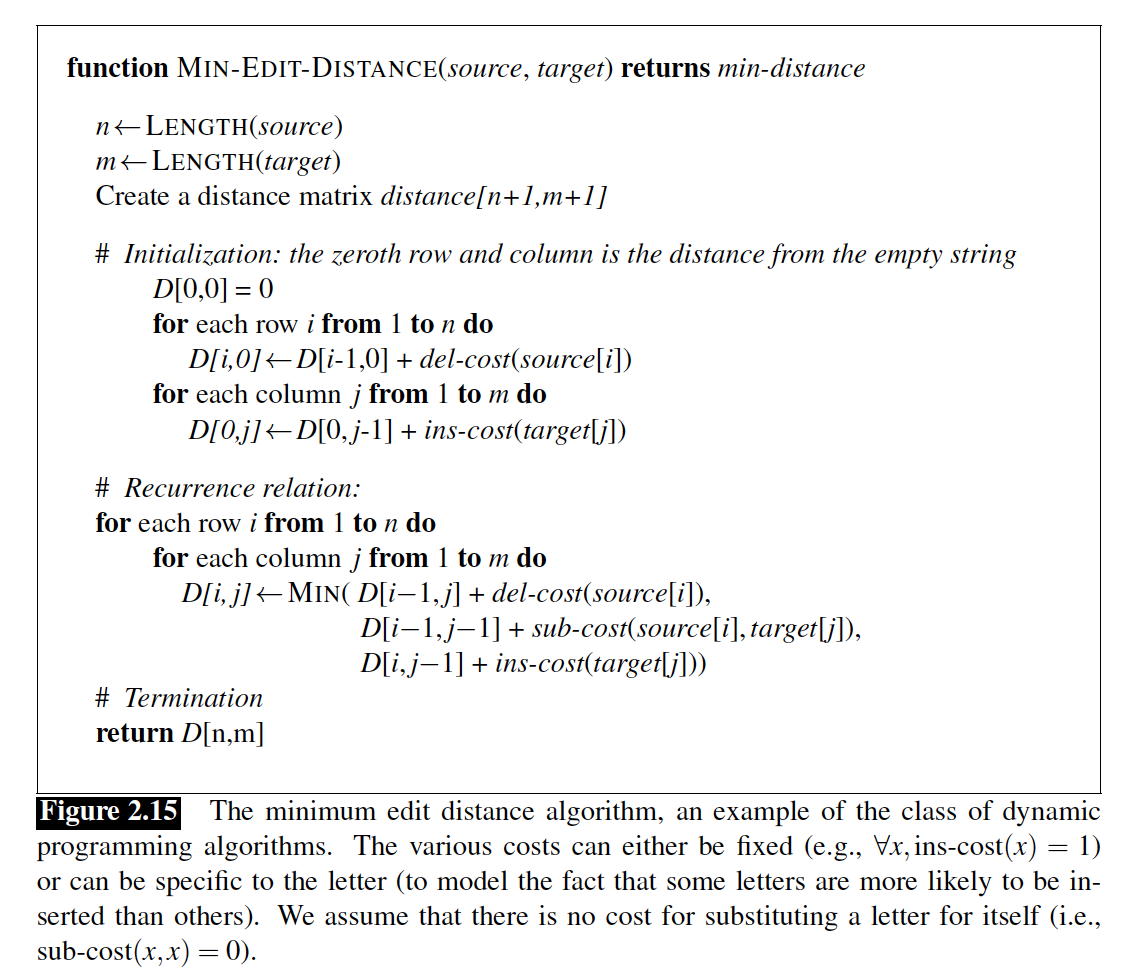 function MIN-EDIT-DISTANCE(source, target) returns min-distance
n←LENGTH(source)
m←LENGTH(target)
Create a distance matrix distance[n+1,m+1]
# Initialization: the zeroth row and column is the distance from the empty string
D[0,0] = 0
for each row i from 1 to n do
D[i,0]←D[i-1,0] + del-cost(source[i])
for each column j from 1 to m do
D[0,j]←D[0,j-1] + ins-cost(target[j])
# Recurrence relation:
for each row i from 1 to n do
for each column j from 1 to m do
D[i,j]←MIN( D[i−1,j] + del-cost(source[i]),
D[i−1,j−1] + sub-cost(source[i],target[j]),
D[i,j−1] + ins-cost(target[j]))
# Termination
return D[n,m]
Figure 2.15 The minimum edit distance algorithm, an example of the class of dynamic
programming algorithms. The various costs can either be fixed (e.g., ∀x,ins-cost(x) = 1)
or can be specific to the letter (to model the fact that some letters are more likely to be in-
serted than others). We assume that there is no cost for substituting a letter for itself (i.e.,
sub-cost(x,x) = 0).